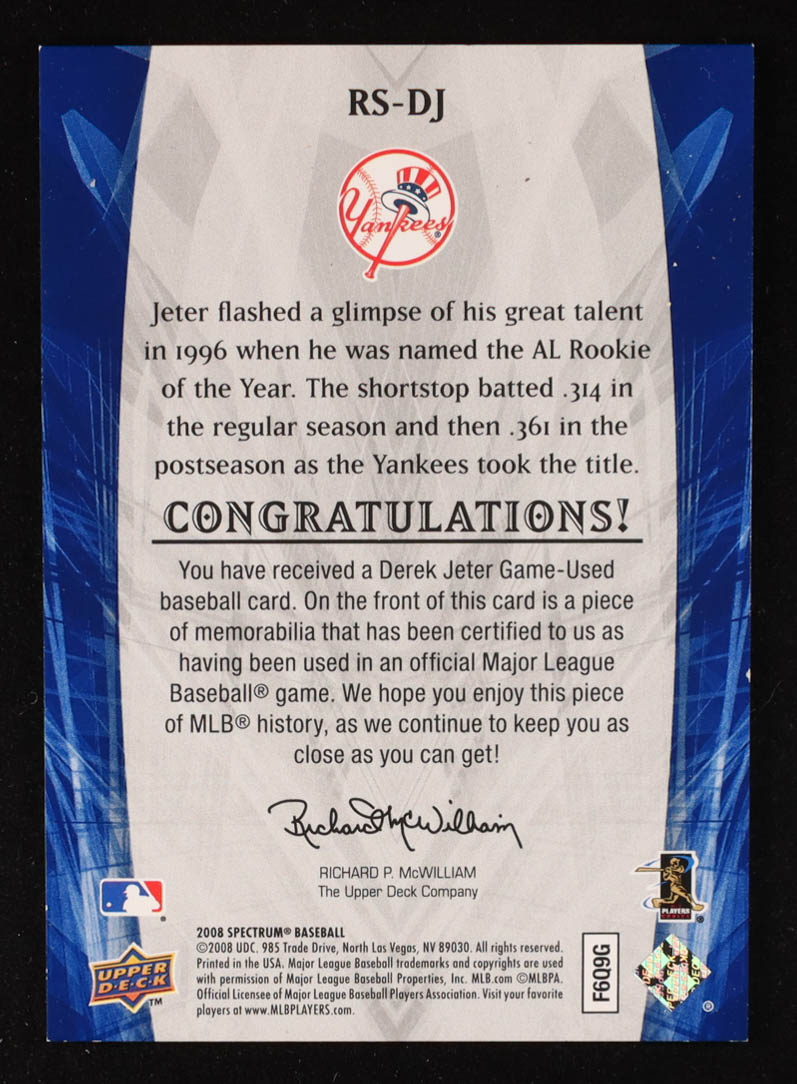 RS-DJ
Yankees®
Jeter flashed a glimpse of his great talent
in 1996 when he was named the AL Rookie
of the Year. The shortstop batted .314 in
the regular season and then .361 in the
postseason as the Yankees took the title.
CONGRATULATIONS!
You have received a Derek Jeter Game-Used
baseball card. On the front of this card is a piece
of memorabilia that has been certified to us as
having been used in an official Major League
Baseball® game. We hope you enjoy this piece
of MLB® history, as we continue to keep you as
close as you can get!
Richard McWilliam
RICHARD P. McWILLIAM
The Upper Deck Company
®
PLAYERS
®
2008 SPECTRUM® BASEBALL
©2008 UDC. 985 Trade Drive, North Las Vegas, NV 89030. All rights reserved.
Printed in the USA. Major League Baseball trademarks and copyrights are used
with permission of Major League Baseball Properties, Inc. MLB.com ©MLBPA.
Official Licensee of Major League Baseball Players Association. Visit your favorite
players at www.MLBPLAYERS.com.
UPPER
D·E·C·K
TM
F6Q9G
®